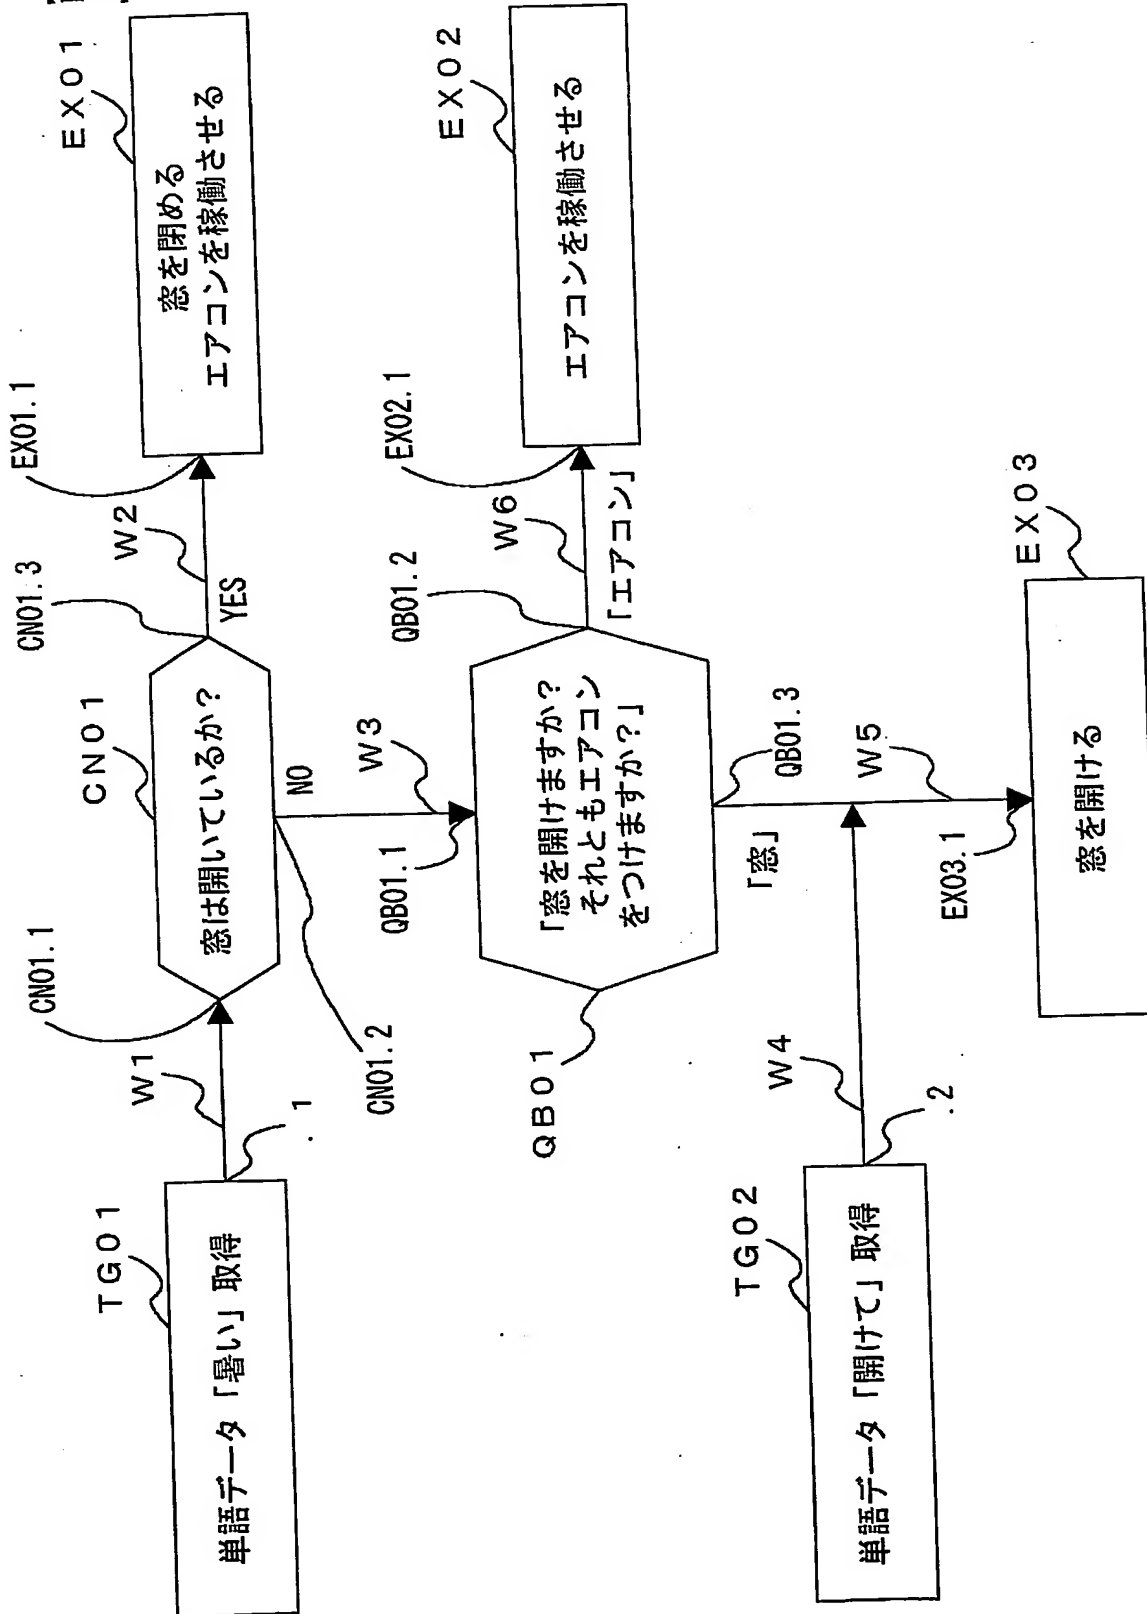 TG01
単語データ「暑い」取得
.1
W1
CN01.1
CN01
窓は開いているか?
CN01.3
YES
W2
EX01.1
EX01
窓を閉める
エアコンを稼働させる
CN01.2
NO
W3
QB01.1
QB01
「窓を開けますか?
それともエアコン
をつけますか?」
QB01.2
「エアコン」
W6
EX02.1
EX02
エアコンを稼働させる
QB01.3
「窓」
TG02
単語データ「開けて」取得
.2
W4
W5
EX03.1
EX03
窓を開ける